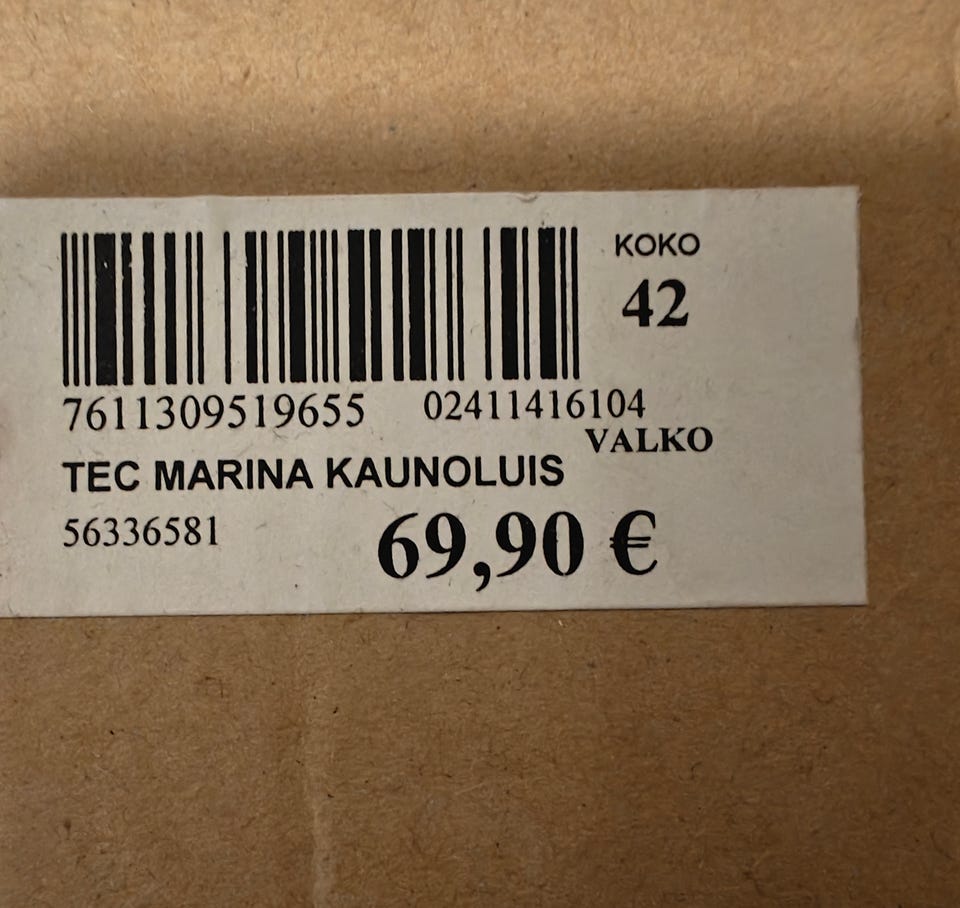 KOKO
42
7611309519655 02411416104
VALKO
TEC MARINA KAUNOLUIS
56336581 69,90 €